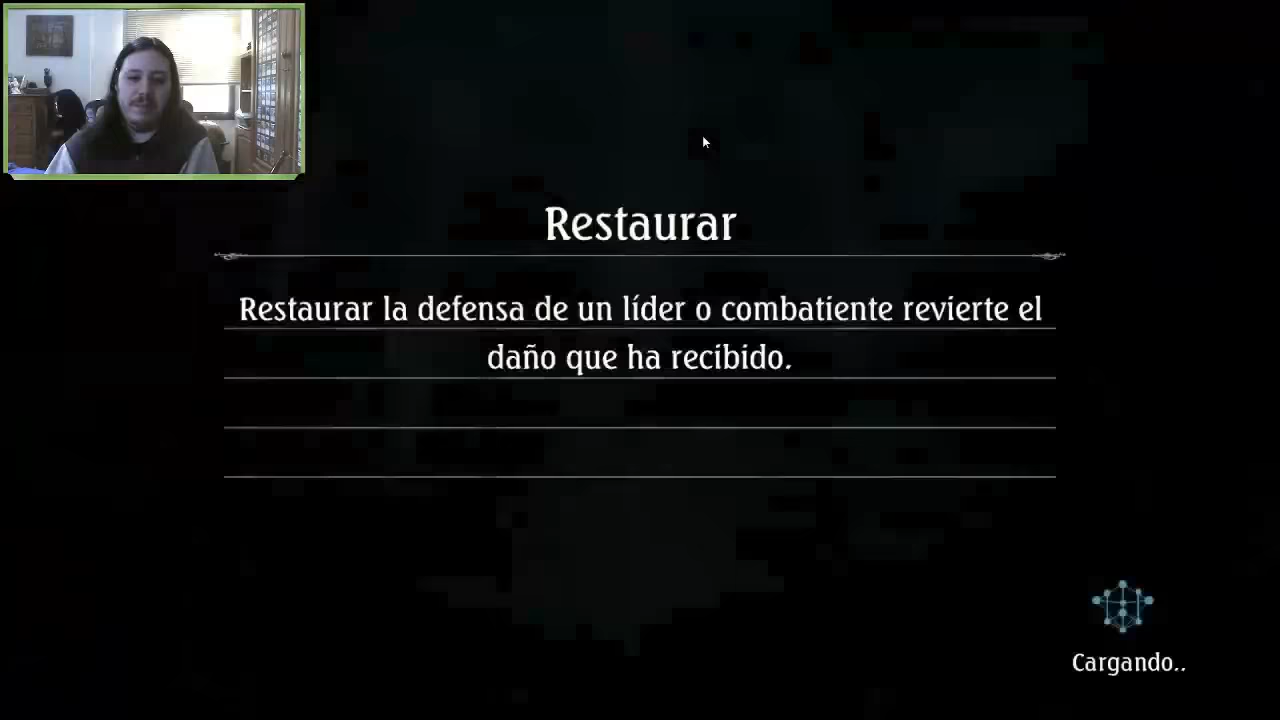 Restaurar
Restaurar la defensa de un líder o combatiente revierte el
daño que ha recibido.
Cargando..